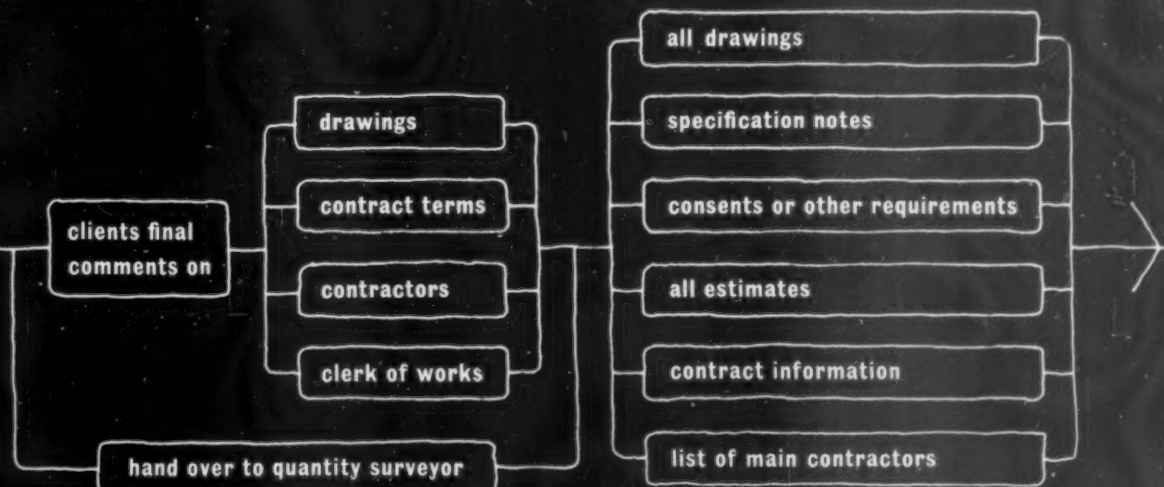 clients final
comments on
drawings
contract terms
contractors
clerk of works
hand over to quantity surveyor
all drawings
specification notes
consents or other requirements
all estimates
contract information
list of main contractors